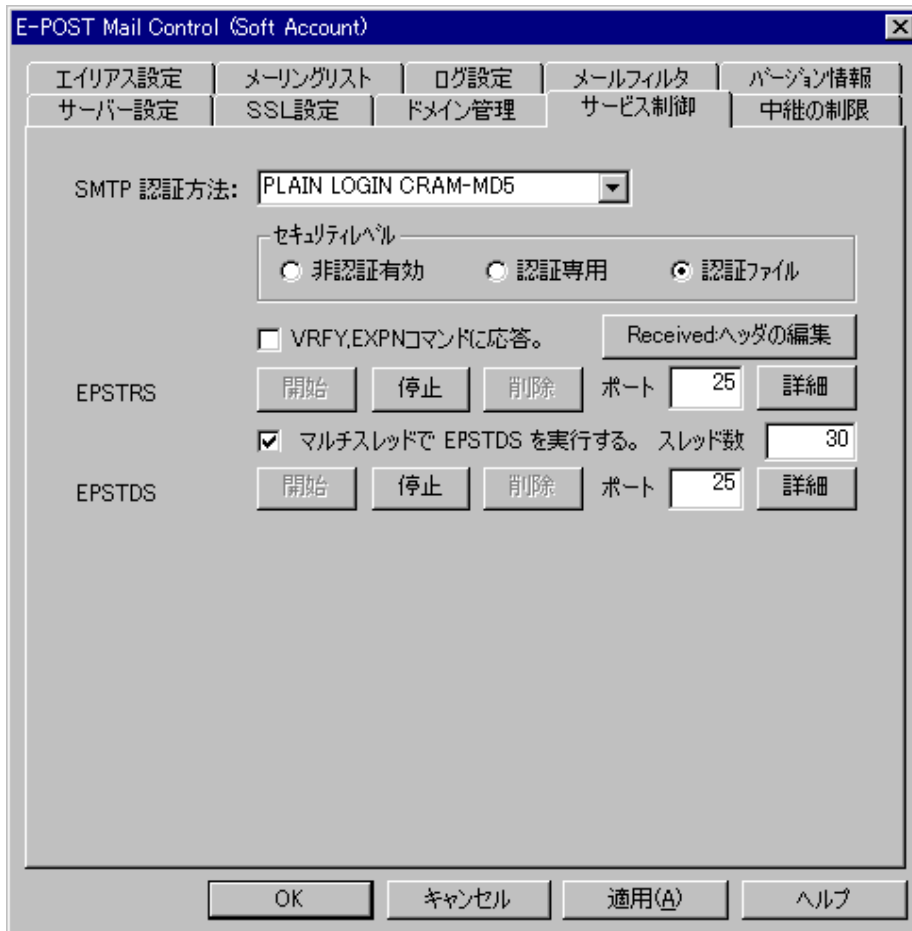 E-POST Mail Control (Soft Account)
エイリアス設定 メーリングリスト ログ設定 メールフィルタ バージョン情報
サーバー設定 SSL設定 ドメイン管理 サービス制御 中継の制限
SMTP 認証方法: PLAIN LOGIN CRAM-MD5
セキュリティレベル
非認証有効 認証専用 認証ファイル
VRFY,EXPNコマンドに応答。 Received:ヘッダの編集
EPSTRS 開始 停止 削除 ポート 25 詳細
マルチスレッドで EPSTDS を実行する。 スレッド数 30
EPSTDS 開始 停止 削除 ポート 25 詳細
OK キャンセル 適用(A) ヘルプ